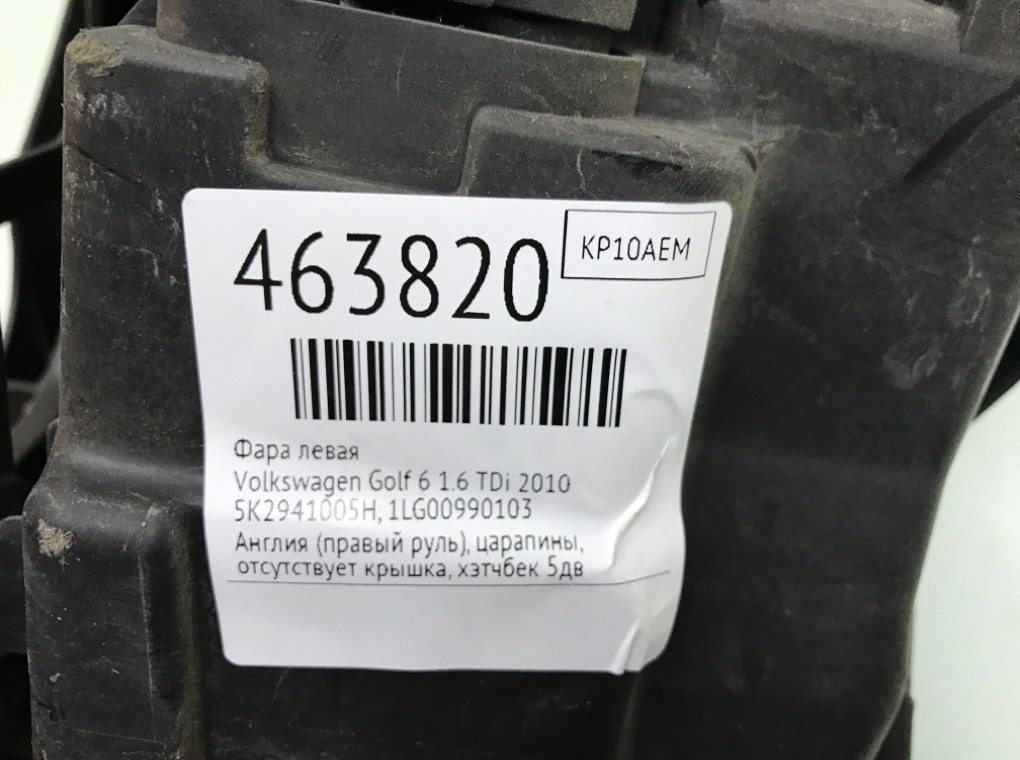 463820
KP10AEM
Фара левая
Volkswagen Golf 6 1.6 TDi 2010
5K2941005H, 1LG00990103
Англия (правый руль), царапины,
отсутствует крышка, хэтчбек 5дв